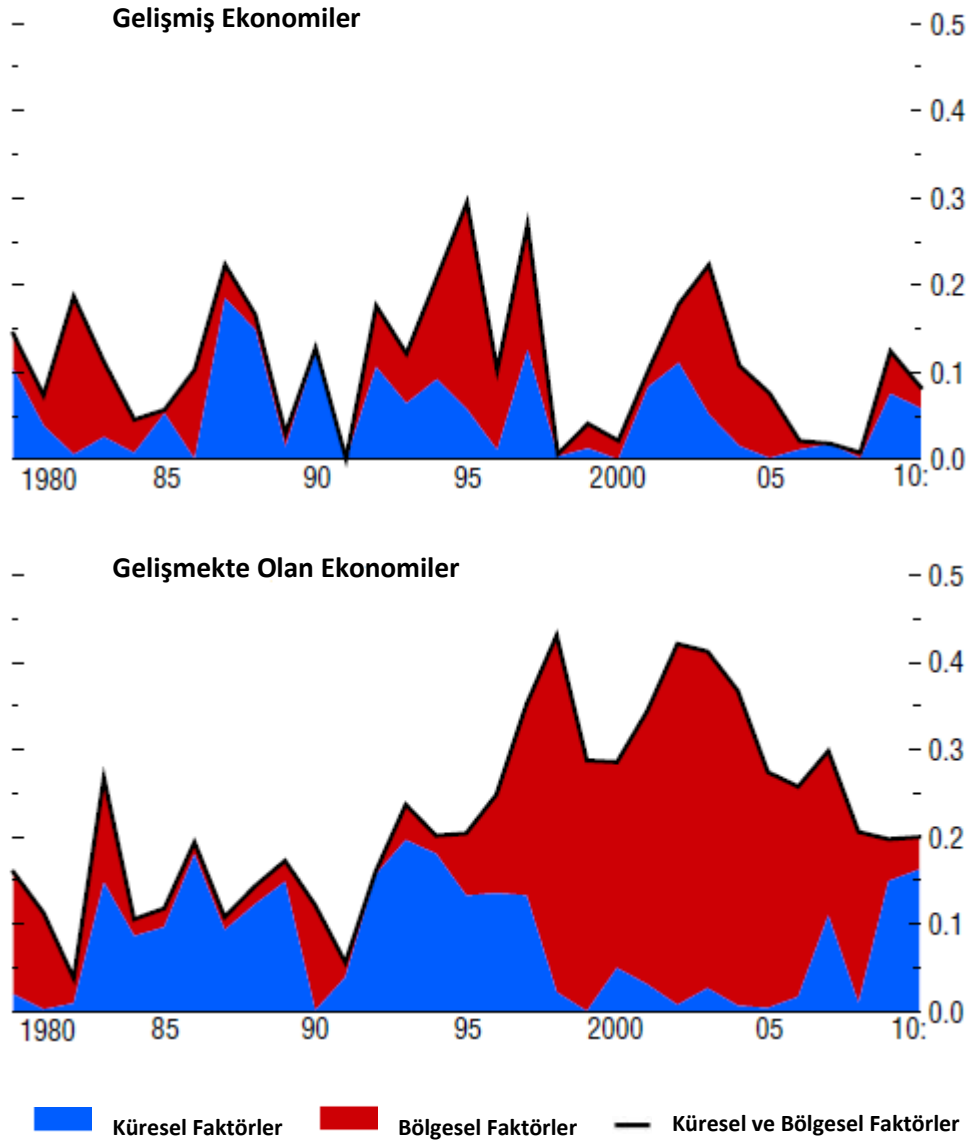 Gelişmiş Ekonomiler
0.5
0.4
0.3
0.2
0.1
0.0
1980 85 90 95 2000 05 10:
Gelişmekte Olan Ekonomiler
0.5
0.4
0.3
0.2
0.1
0.0
1980 85 90 95 2000 05 10:
Küresel Faktörler Bölgesel Faktörler Küresel ve Bölgesel Faktörler